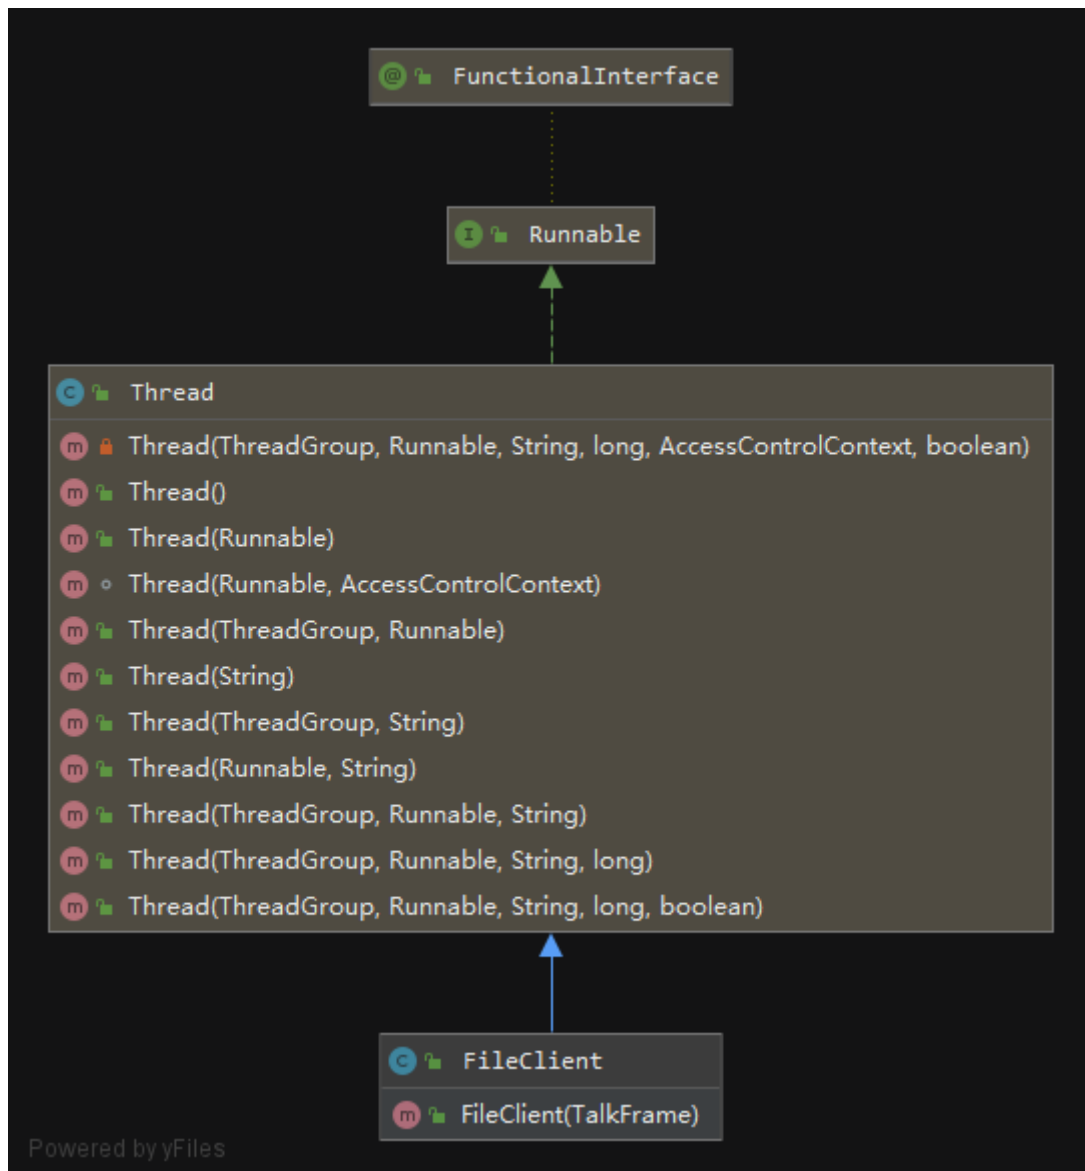 @ FunctionalInterface
I Runnable
C Thread
m Thread(ThreadGroup, Runnable, String, long, AccessControlContext, boolean)
m Thread()
m Thread(Runnable)
m Thread(Runnable, AccessControlContext)
m Thread(ThreadGroup, Runnable)
m Thread(String)
m Thread(ThreadGroup, String)
m Thread(Runnable, String)
m Thread(ThreadGroup, Runnable, String)
m Thread(ThreadGroup, Runnable, String, long)
m Thread(ThreadGroup, Runnable, String, long, boolean)
C FileClient
m FileClient(TalkFrame)
Powered by yFiles